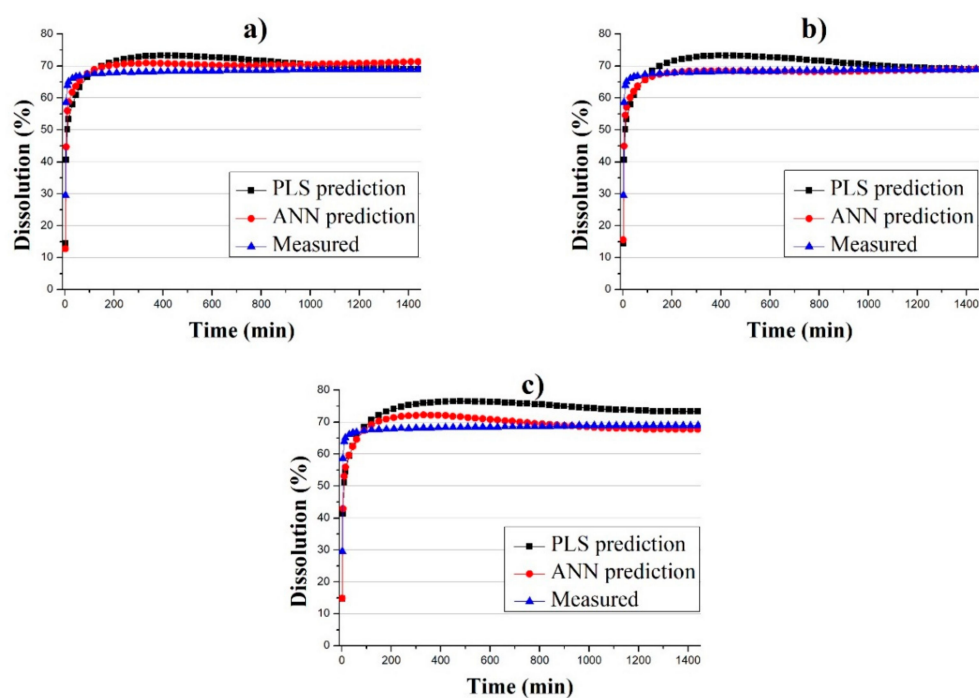 a)
80
70
60
50
40
30
20
10
0
Dissolution (%)
PLS prediction
ANN prediction
Measured
0 200 400 600 800 1000 1200 1400
Time (min)
b)
80
70
60
50
40
30
20
10
0
Dissolution (%)
PLS prediction
ANN prediction
Measured
0 200 400 600 800 1000 1200 1400
Time (min)
c)
80
70
60
50
40
30
20
10
0
Dissolution (%)
PLS prediction
ANN prediction
Measured
0 200 400 600 800 1000 1200 1400
Time (min)